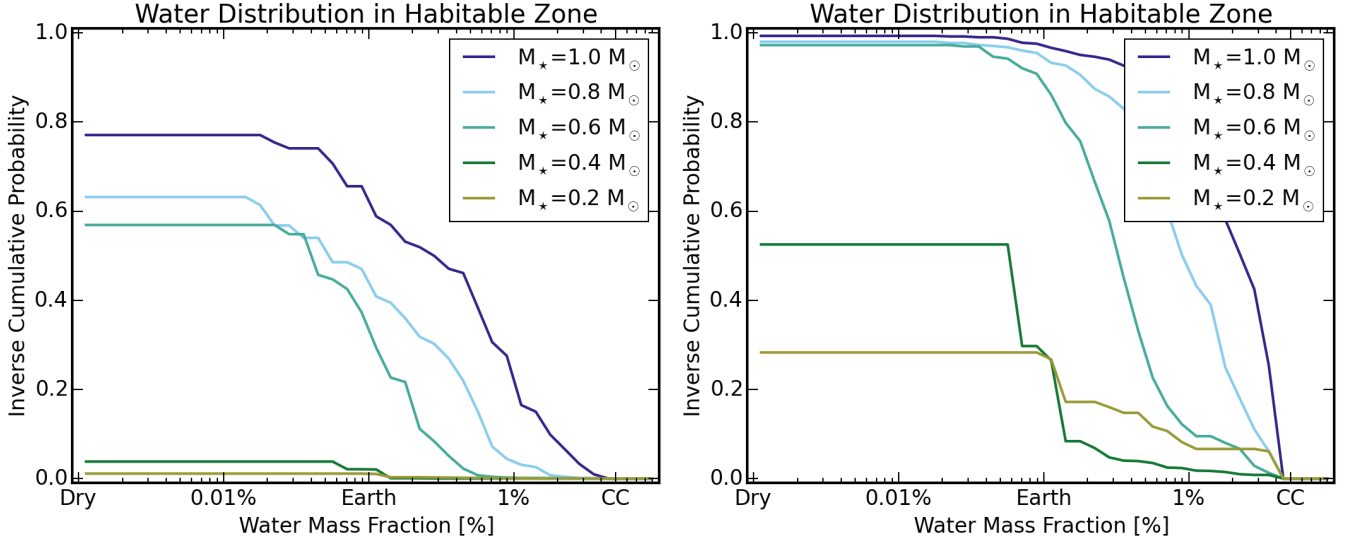 Water Distribution in Habitable Zone
Inverse Cumulative Probability
1.0
0.8
0.6
0.4
0.2
0.0
M⋆=1.0 M☉
M⋆=0.8 M☉
M⋆=0.6 M☉
M⋆=0.4 M☉
M⋆=0.2 M☉
Dry 0.01% Earth 1% CC
Water Mass Fraction [%]
Water Distribution in Habitable Zone
Inverse Cumulative Probability
1.0
0.8
0.6
0.4
0.2
0.0
M⋆=1.0 M☉
M⋆=0.8 M☉
M⋆=0.6 M☉
M⋆=0.4 M☉
M⋆=0.2 M☉
Dry 0.01% Earth 1% CC
Water Mass Fraction [%]